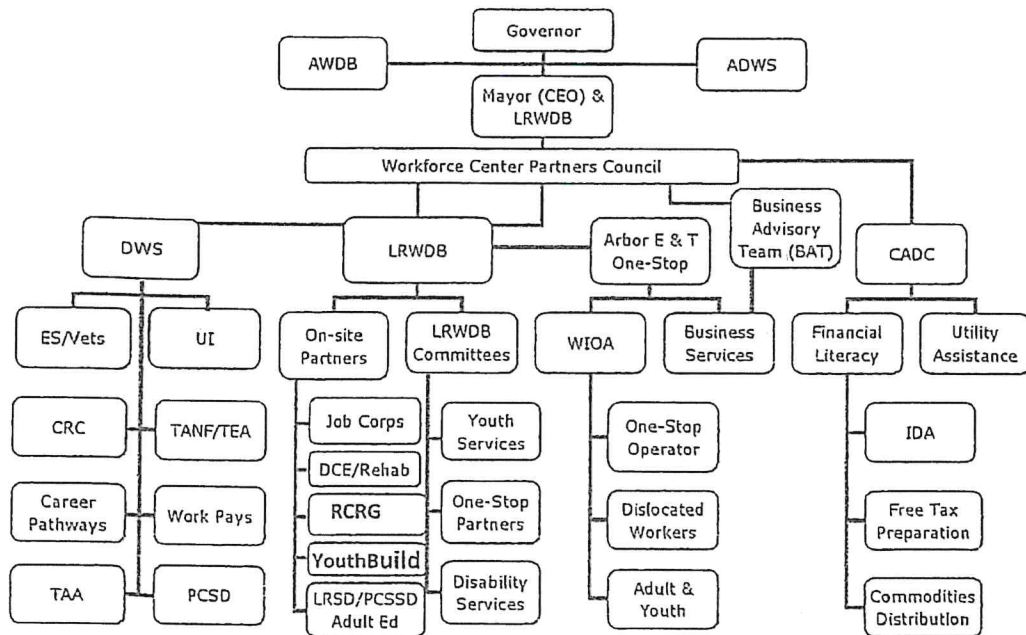 Governor
AWDB
ADWS
Mayor (CEO) &
LRWDB
Workforce Center Partners Council
DWS
LRWDB
Arbor E & T
One-Stop
Business
Advisory
Team (BAT)
CADC
ES/Vets
UI
On-site
Partners
LRWDB
Committees
WIOA
Business
Services
Financial
Literacy
Utility
Assistance
CRC
TANF/TEA
Job Corps
Youth
Services
One-Stop
Operator
IDA
DCE/Rehab
Career
Pathways
Work Pays
RCRG
One-Stop
Partners
Dislocated
Workers
Free Tax
Preparation
YouthBuild
TAA
PCSD
LRSD/PCSSD
Adult Ed
Disability
Services
Adult &
Youth
Commodities
Distribution